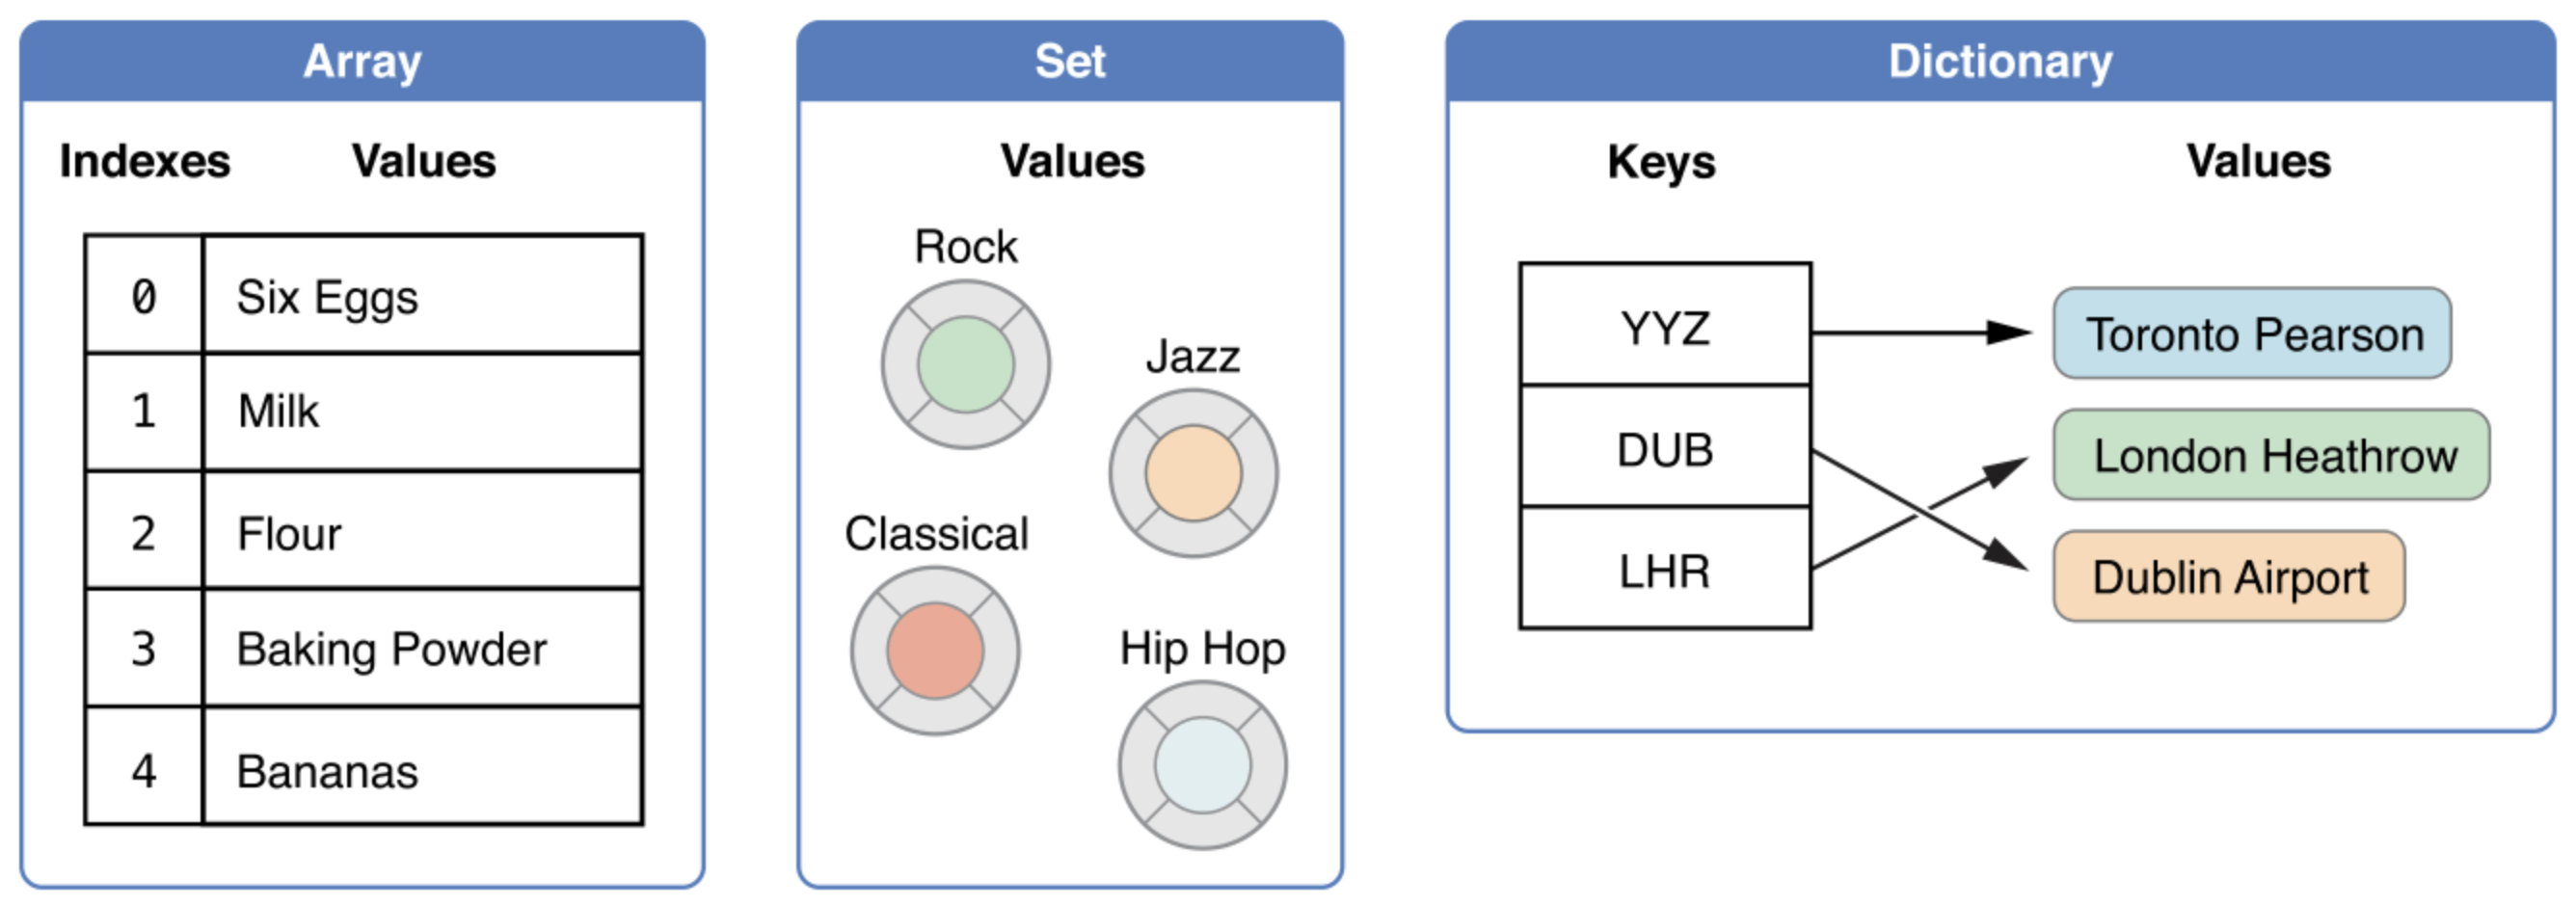 Array
Indexes Values
0 Six Eggs
1 Milk
2 Flour
3 Baking Powder
4 Bananas
Set
Values
Rock
Jazz
Classical
Hip Hop
Dictionary
Keys Values
YYZ Toronto Pearson
DUB London Heathrow
LHR Dublin Airport